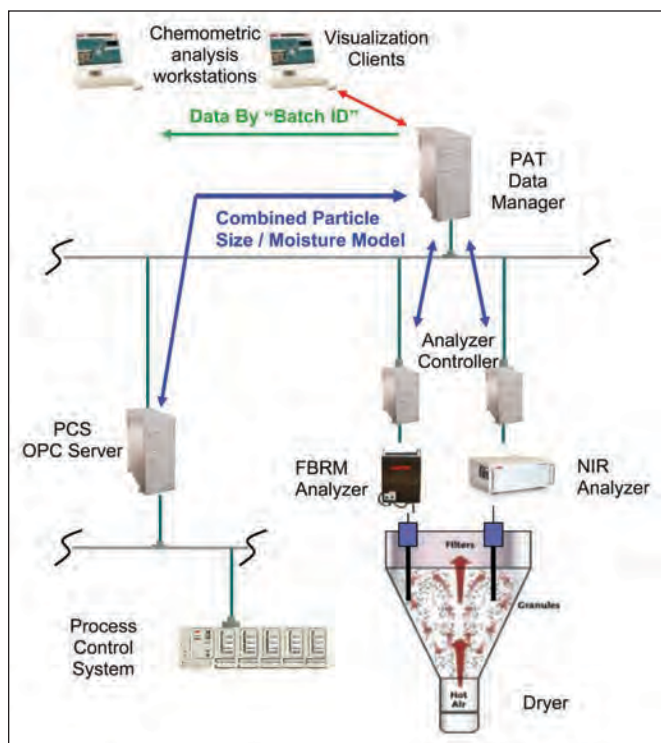 Chemometric
analysis
workstations
Visualization
Clients
Data By “Batch ID”
PAT
Data
Manager
Combined Particle
Size / Moisture Model
Analyzer
Controller
PCS
OPC Server
FBRM
Analyzer
NIR
Analyzer
Filters
Granules
Process
Control
System
Hot
Air
Dryer